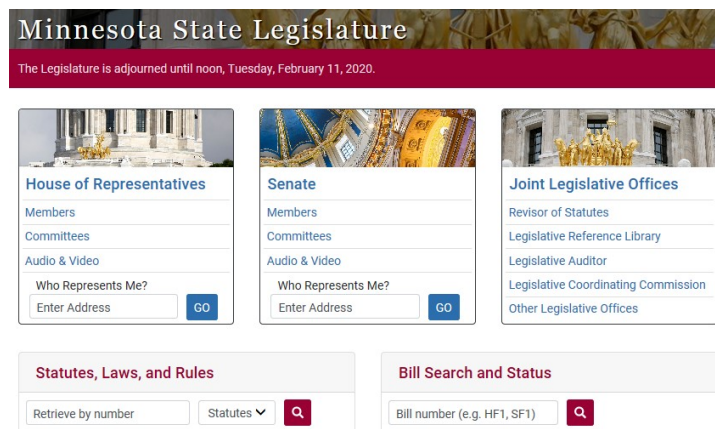 Minnesota State Legislature
The Legislature is adjourned until noon, Tuesday, February 11, 2020.
House of Representatives
Members
Committees
Audio & Video
Who Represents Me?
Enter Address
GO
Senate
Members
Committees
Audio & Video
Who Represents Me?
Enter Address
GO
Joint Legislative Offices
Revisor of Statutes
Legislative Reference Library
Legislative Auditor
Legislative Coordinating Commission
Other Legislative Offices
Statutes, Laws, and Rules
Retrieve by number
Statutes
Bill Search and Status
Bill number (e.g. HF1, SF1)